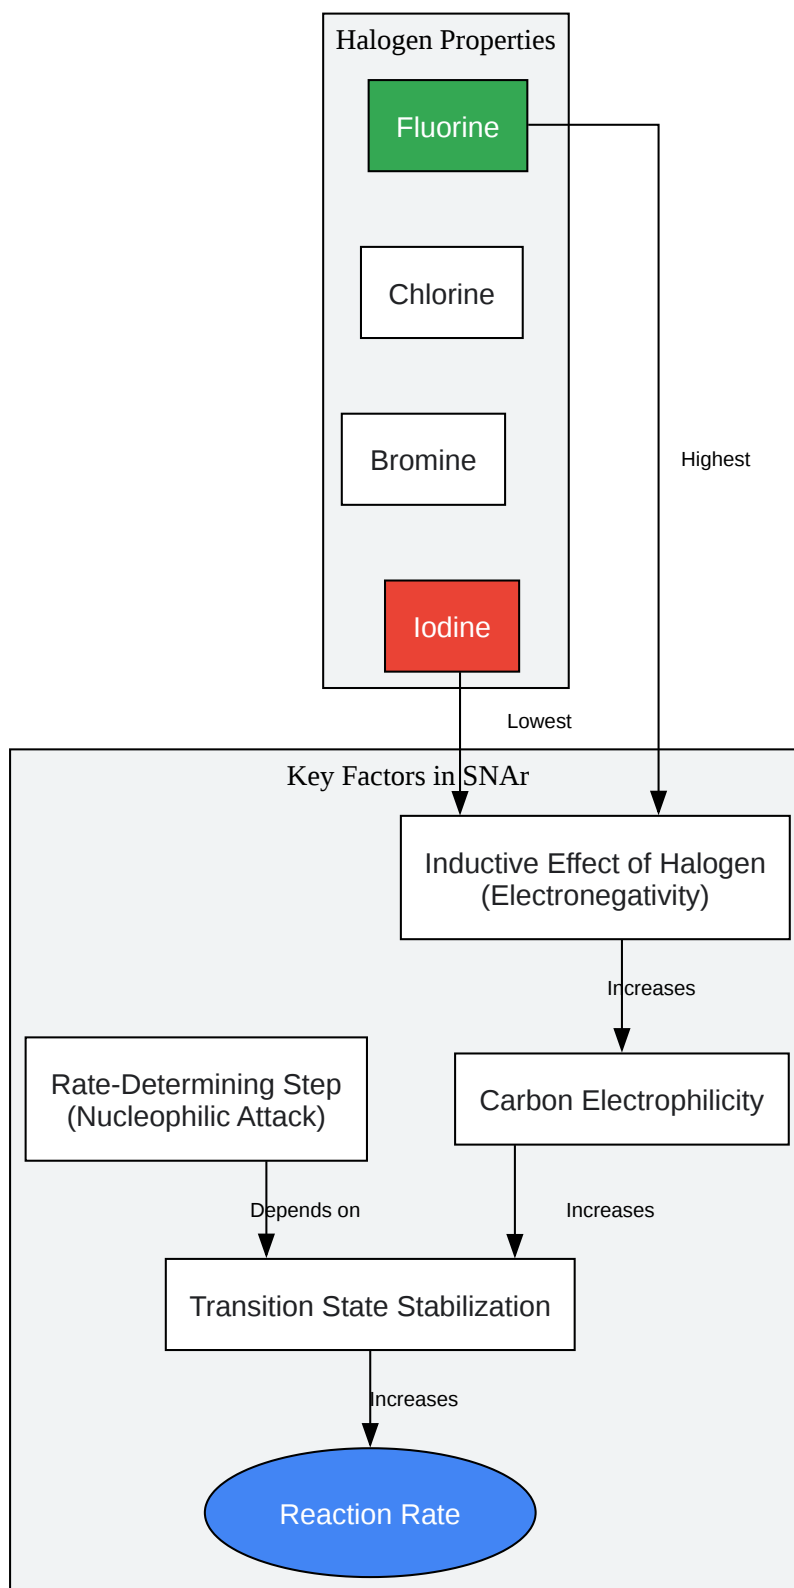 Halogen Properties
Fluorine
Chlorine
Bromine
Highest
Iodine
Lowest
Key Factors in SNAr
Inductive Effect of Halogen
(Electronegativity)
Increases
Rate-Determining Step
(Nucleophilic Attack)
Carbon Electrophilicity
Depends on
Increases
Transition State Stabilization
Increases
Reaction Rate